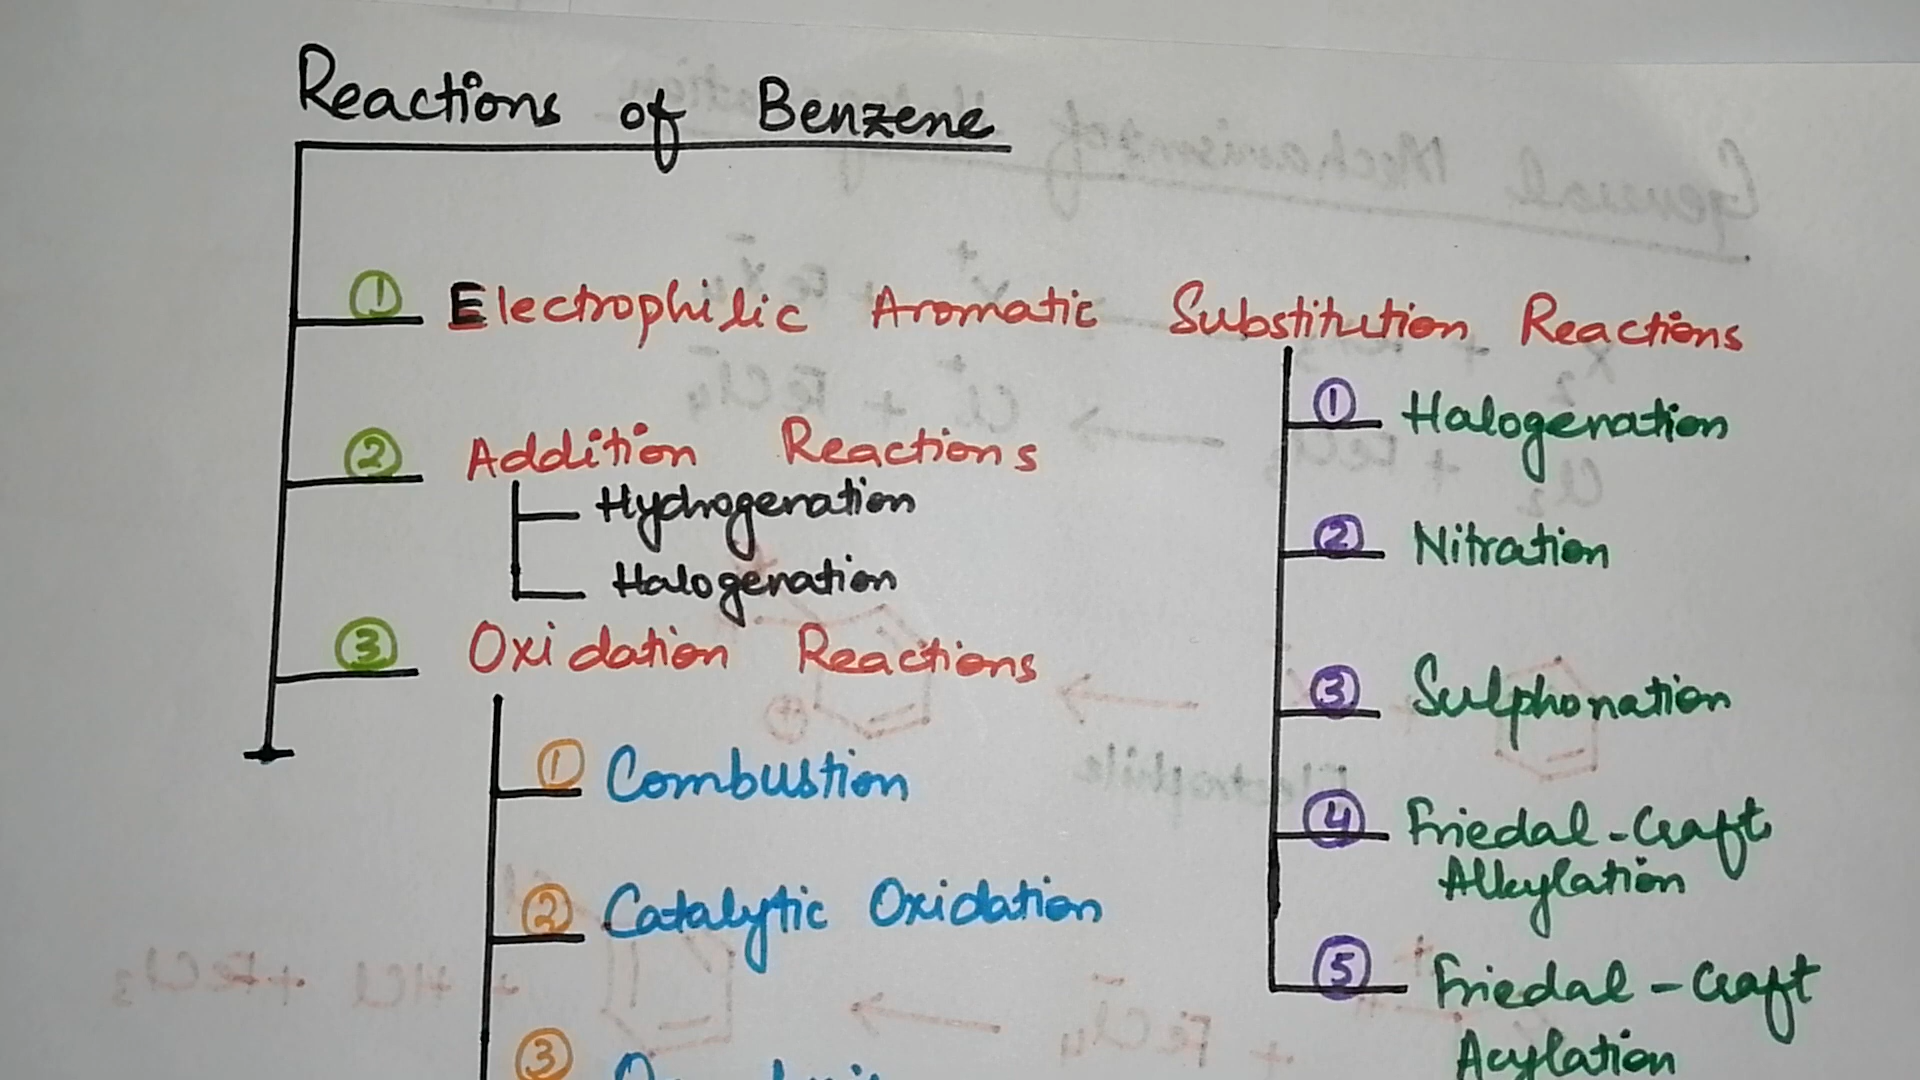 Reactions of Benzene
① Electrophilic Aromatic Substitution Reactions
① Halogenation
② Nitration
③ Sulphonation
④ Friedal-Craft
Alkylation
⑤ Friedal-Craft
Acylation
② Addition Reactions
Hydrogenation
Halogenation
③ Oxidation Reactions
① Combustion
② Catalytic Oxidation
③